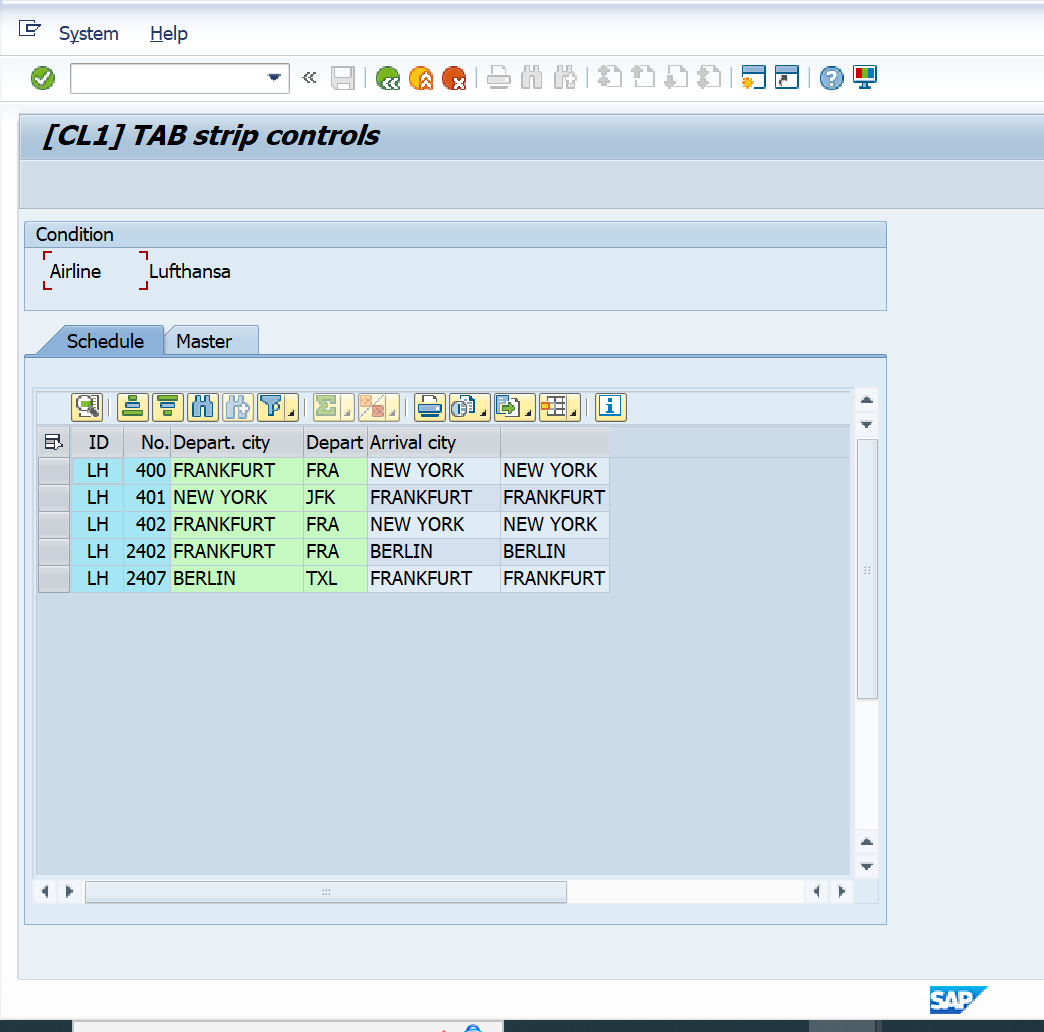 System Help
[CL1] TAB strip controls
Condition
Airline Lufthansa
Schedule Master
ID No. Depart. city Depart Arrival city
LH 400 FRANKFURT FRA NEW YORK NEW YORK
LH 401 NEW YORK JFK FRANKFURT FRANKFURT
LH 402 FRANKFURT FRA NEW YORK NEW YORK
LH 2402 FRANKFURT FRA BERLIN BERLIN
LH 2407 BERLIN TXL FRANKFURT FRANKFURT
SAP